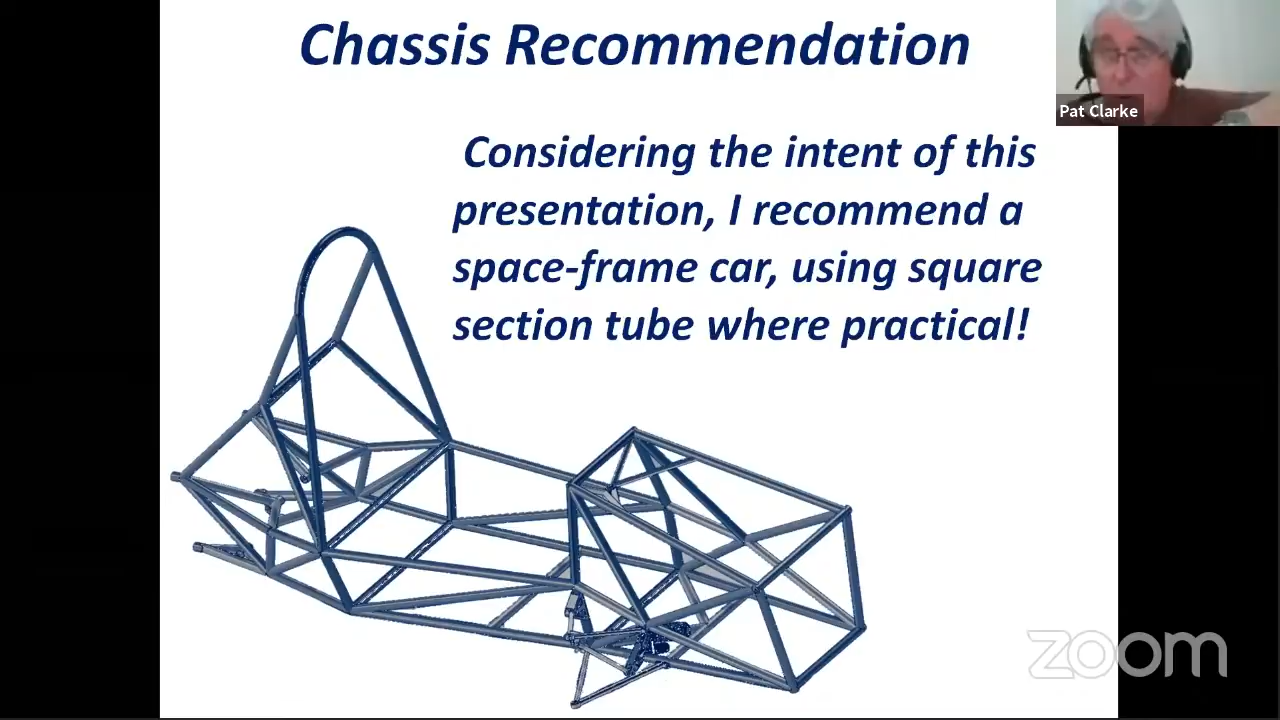 Chassis Recommendation
Pat Clarke
Considering the intent of this
presentation, I recommend a
space-frame car, using square
section tube where practical!
zoom